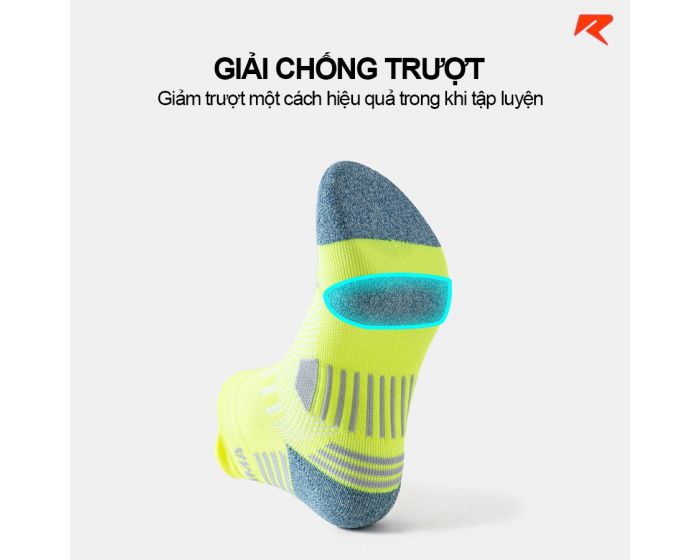 GIẢI CHỐNG TRƯỢT
Giảm trượt một cách hiệu quả trong khi tập luyện